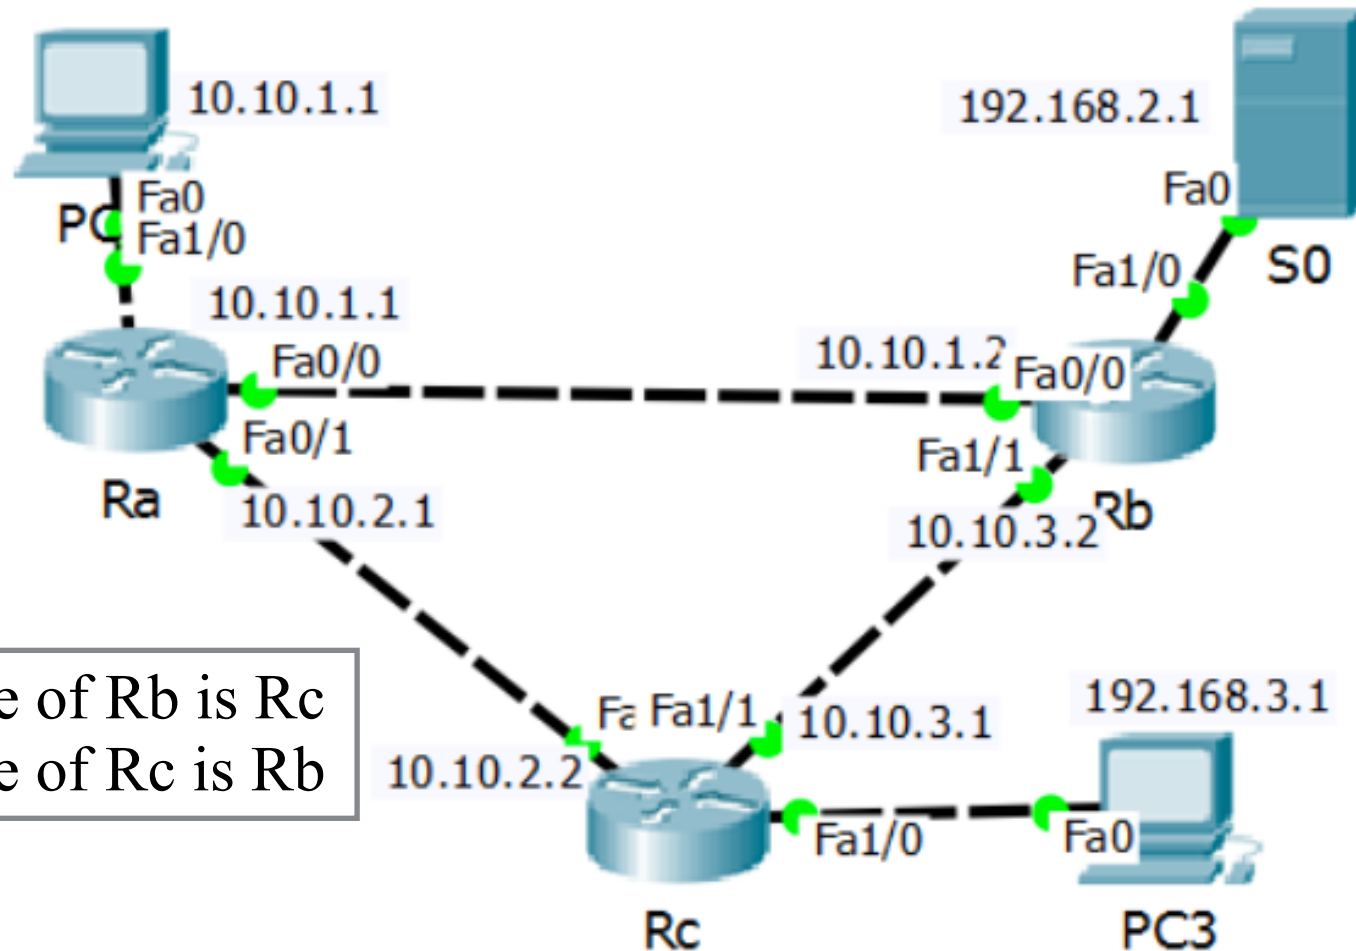 10.10.1.1
192.168.2.1
Fa0
Fa0
Fa1/0
Fa1/0
S0
10.10.1.1
10.10.1.2
Fa0/0
Fa0/0
Fa0/1
Fa1/1
Ra
10.10.2.1
Rb
10.10.3.2
of Rb is Rc
of Rc is Rb
Fa1/1
10.10.3.1
192.168.3.1
10.10.2.2
Fa1/0
Fa0
Rc
PC3